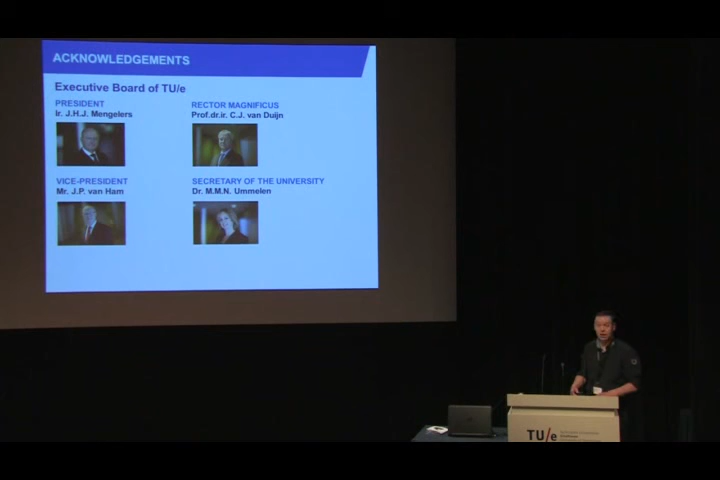 ACKNOWLEDGEMENTS
Executive Board of TU/e
PRESIDENT
Ir. J.H.J. Mengelers
RECTOR MAGNIFICUS
Prof.dr.ir. C.J. van Duijn
VICE-PRESIDENT
Mr. J.P. van Ham
SECRETARY OF THE UNIVERSITY
Dr. M.M.N. Ummelen
TU/e